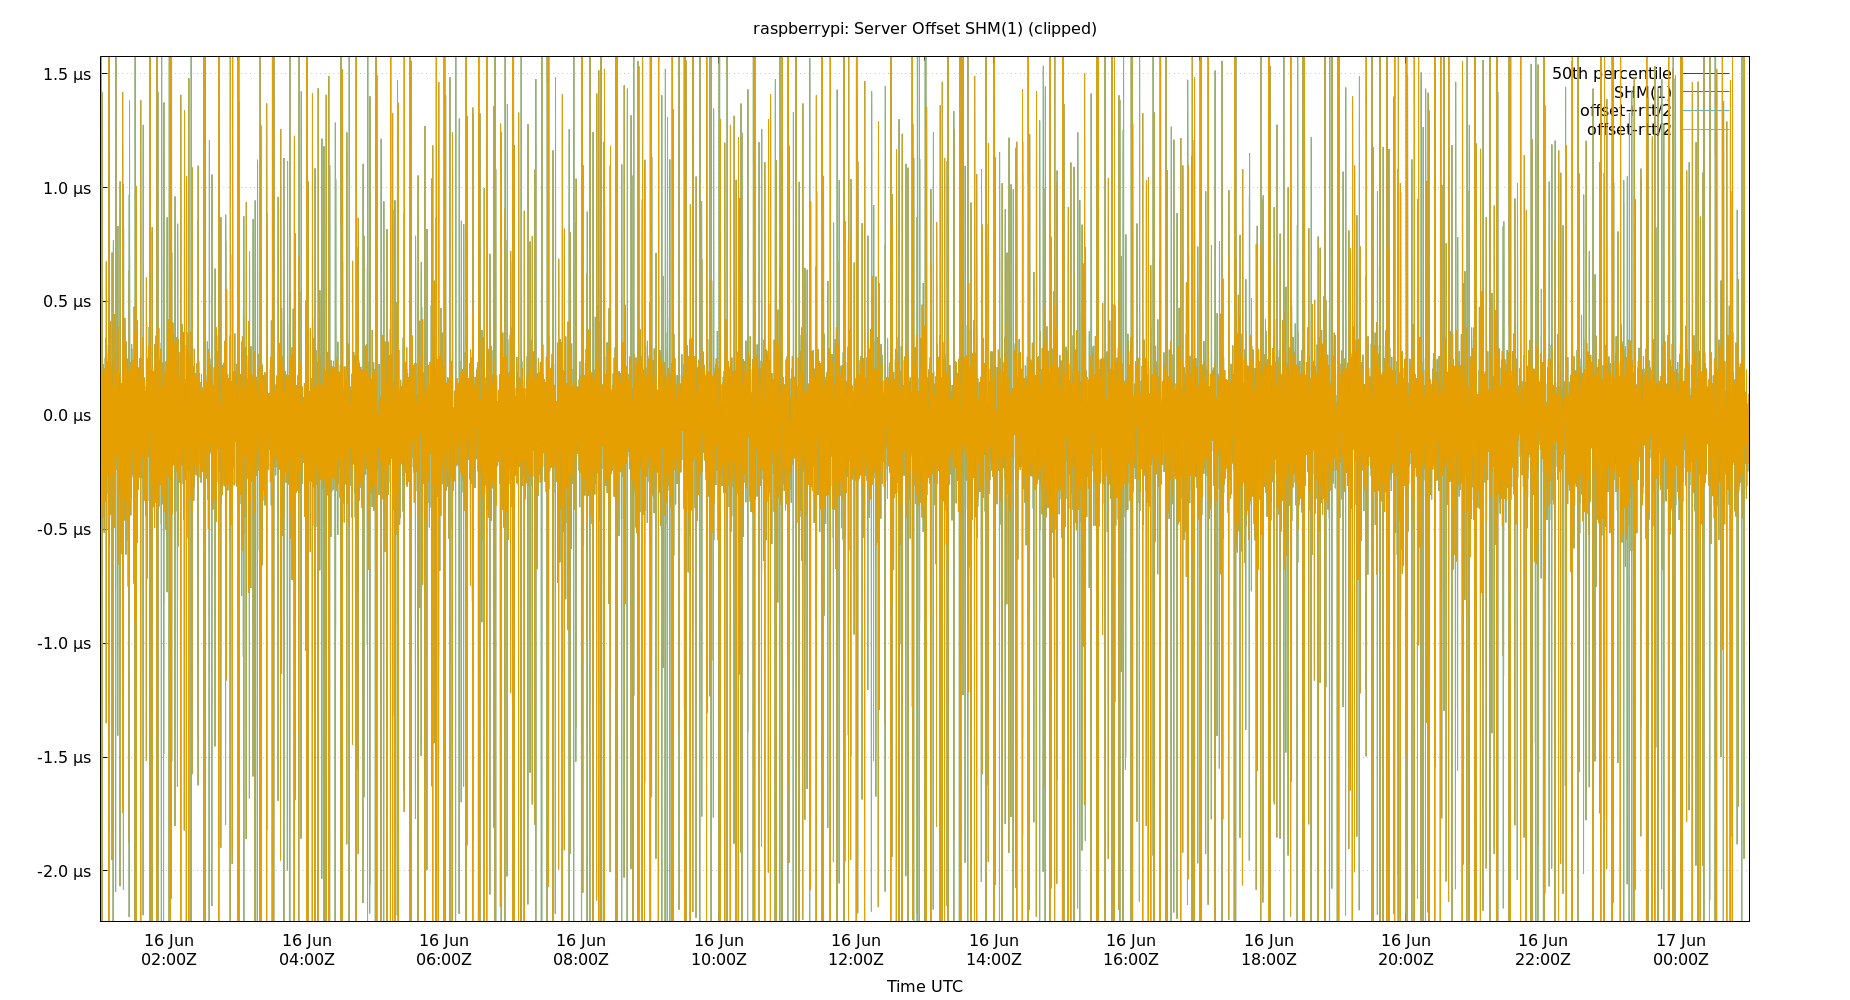 raspberrypi: Server Offset SHM(1) (clipped)
1.5 µs
1.0 µs
0.5 µs
0.0 µs
-0.5 µs
-1.0 µs
-1.5 µs
-2.0 µs
50th percentile
SHM(1)
offset+rtt/2
offset-rtt/2
16 Jun 16 Jun 16 Jun 16 Jun 16 Jun 16 Jun 16 Jun 16 Jun 16 Jun 16 Jun 16 Jun 17 Jun
02:00Z 04:00Z 06:00Z 08:00Z 10:00Z 12:00Z 14:00Z 16:00Z 18:00Z 20:00Z 22:00Z 00:00Z
Time UTC